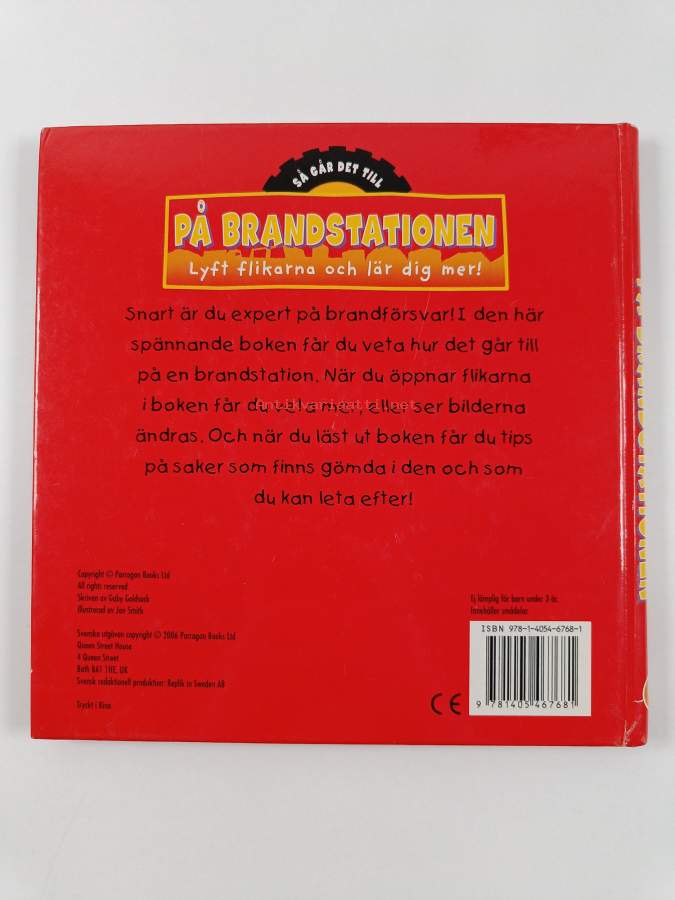 SÅ GÅR DET TILL
PÅ BRANDSTATIONEN
Lyft flikarna och lär dig mer!
Snart är du expert på brandförsvar! I den här
spännande boken får du veta hur det går till
på en brandstation. När du öppnar flikarna
i boken får du veta mer, eller ser bilderna
ändras. Och när du läst ut boken får du tips
på saker som finns gömda i den och som
du kan leta efter!
Antikvariaatti.net
Copyright © Parragon Books Ltd
All rights reserved
Skriven av Gaby Goldsack
Illustrerad av Jan Smith
Svenska utgåvan copyright © 2006 Parragon Books Ltd
Queen Street House
4 Queen Street
Bath BA1 1HE, UK
Svensk redaktionell produktion: Replik in Sweden AB
Tryckt i Kina
Ej lämplig för barn under 3 år.
Innehåller smådelar.
ISBN 978-1-4054-6768-1
CE
9 781405 467681